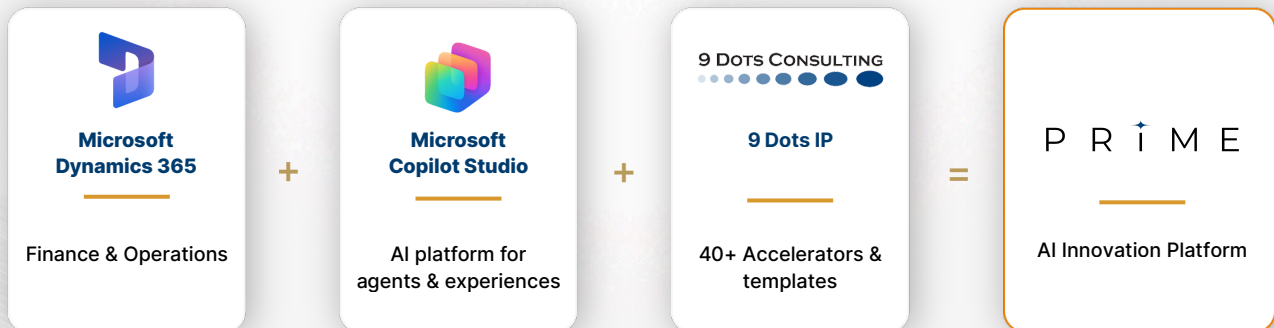 Microsoft
Dynamics 365
Finance & Operations
+
Microsoft
Copilot Studio
AI platform for
agents & experiences
+
9 DOTS CONSULTING
9 Dots IP
40+ Accelerators &
templates
=
PRiME
AI Innovation Platform